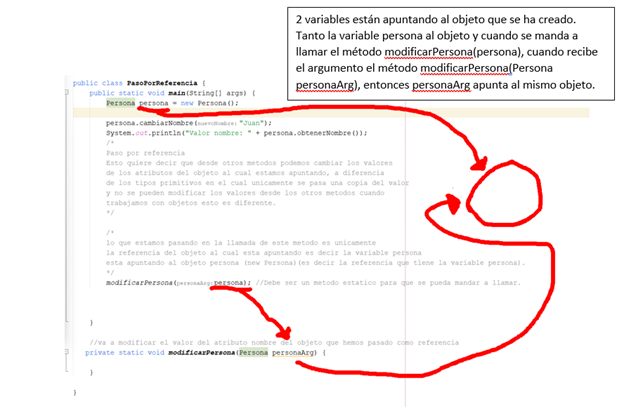 2 variables están apuntando al objeto que se ha creado.
Tanto la variable persona al objeto y cuando se manda a
llamar el método modificarPersona(persona), cuando recibe
el argumento el método modificarPersona(Persona
personaArg), entonces personaArg apunta al mismo objeto.
public class PasoPorReferencia {
public static void main(String[] args) {
Persona persona = new Persona();
persona.cambiarNombre(nuevoNombre: "Juan");
System.out.println("Valor nombre: " + persona.obtenerNombre());
/*
Paso por referencia
Esto quiere decir que desde otros metodos podemos cambiar los valores
de los atributos del objeto al cual estamos apuntando, a diferencia
de los tipos primitivos en el cual unicamente se pasa una copia del valor
y no se pueden modificar los valores desde los otros metodos cuando
trabajamos con objetos esto es diferente.
*/
/*
lo que estamos pasando en la llamada de este metodo es unicamente
la referencia del objeto al cual esta apuntando es decir la variable persona
esta apuntando al objeto persona (new Persona)(es decir la referencia que tiene la variable persona).
*/
modificarPersona(personaArg: persona); //Debe ser un metodo estatico para que se pueda mandar a llamar.
}
//va a modificar el valor del atributo nombre del objeto que hemos pasado como referencia
private static void modificarPersona(Persona personaArg) {
}
}